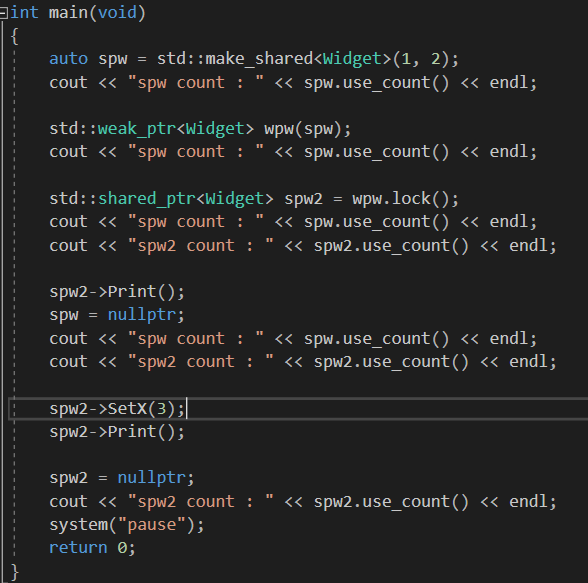 int main(void)
{
    auto spw = std::make_shared<Widget>(1, 2);
    cout << "spw count : " << spw.use_count() << endl;

    std::weak_ptr<Widget> wpw(spw);
    cout << "spw count : " << spw.use_count() << endl;

    std::shared_ptr<Widget> spw2 = wpw.lock();
    cout << "spw count : " << spw.use_count() << endl;
    cout << "spw2 count : " << spw2.use_count() << endl;

    spw2->Print();
    spw = nullptr;
    cout << "spw count : " << spw.use_count() << endl;
    cout << "spw2 count : " << spw2.use_count() << endl;

    spw2->SetX(3);
    spw2->Print();

    spw2 = nullptr;
    cout << "spw2 count : " << spw2.use_count() << endl;
    system("pause");
    return 0;
}